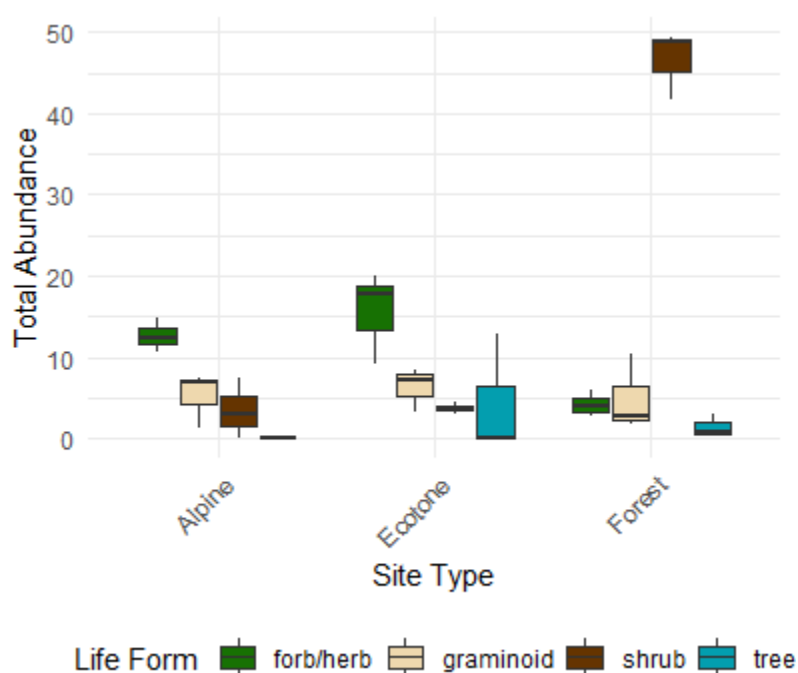 50
40
30
20
10
0
Total Abundance
Alpine
Ecotone
Forest
Site Type
Life Form forb/herb graminoid shrub tree